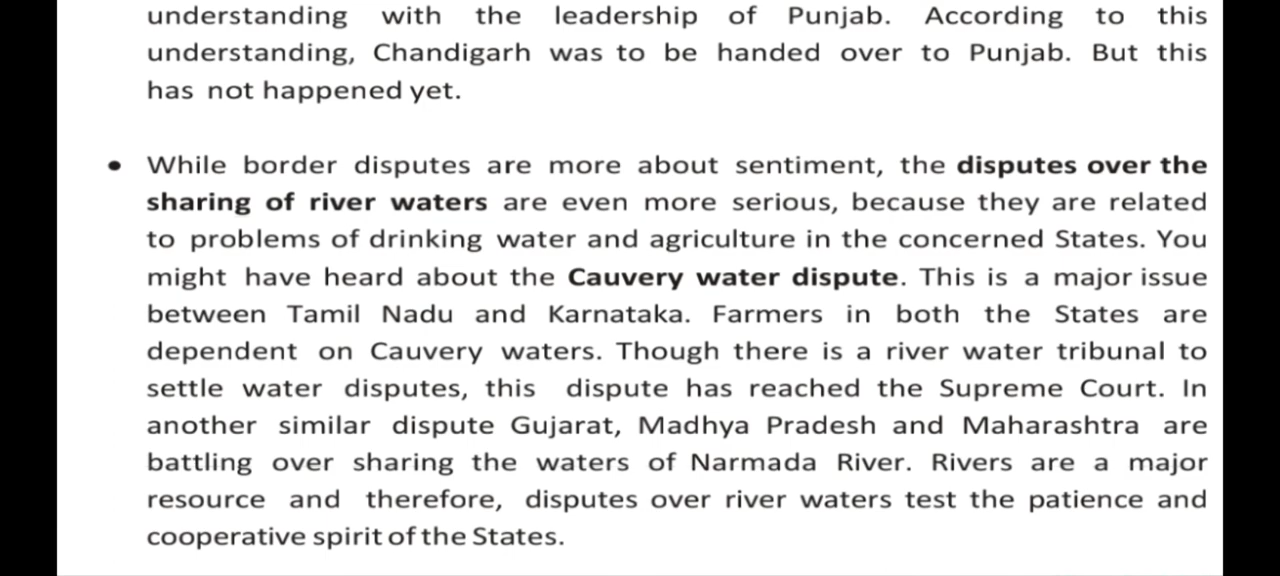 understanding with the leadership of Punjab. According to this
understanding, Chandigarh was to be handed over to Punjab. But this
has not happened yet.
• While border disputes are more about sentiment, the disputes over the
sharing of river waters are even more serious, because they are related
to problems of drinking water and agriculture in the concerned States. You
might have heard about the Cauvery water dispute. This is a major issue
between Tamil Nadu and Karnataka. Farmers in both the States are
dependent on Cauvery waters. Though there is a river water tribunal to
settle water disputes, this dispute has reached the Supreme Court. In
another similar dispute Gujarat, Madhya Pradesh and Maharashtra are
battling over sharing the waters of Narmada River. Rivers are a major
resource and therefore, disputes over river waters test the patience and
cooperative spirit of the States.